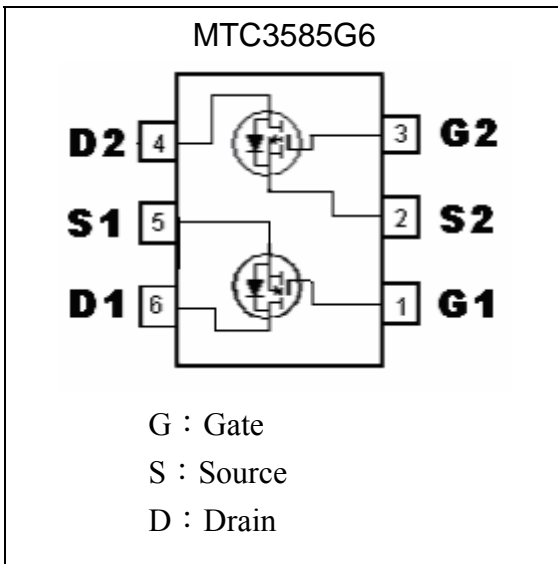 MTC3585G6
D2 4 3 G2
S1 5 2 S2
D1 6 1 G1
G：Gate
S：Source
D：Drain